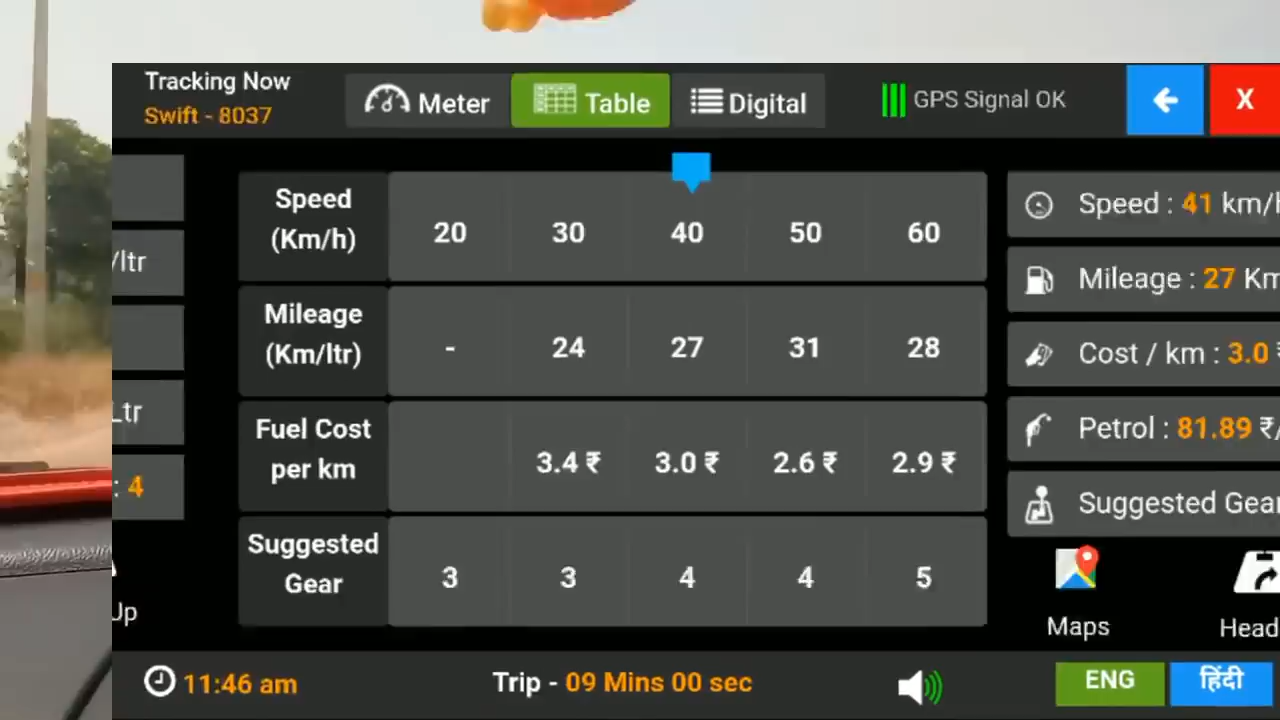 Tracking Now
Swift - 8037
Meter
Table
Digital
GPS Signal OK
X
/ltr
Ltr
: 4
Up
Speed (Km/h) 20 30 40 50 60
Mileage (Km/ltr) - 24 27 31 28
Fuel Cost per km 3.4 ₹ 3.0 ₹ 2.6 ₹ 2.9 ₹
Suggested Gear 3 3 4 4 5
Speed : 41 km/h
Mileage : 27 Km
Cost / km : 3.0
Petrol : 81.89 ₹/
Suggested Gear
Maps
Head
11:46 am
Trip - 09 Mins 00 sec
ENG
हिंदी